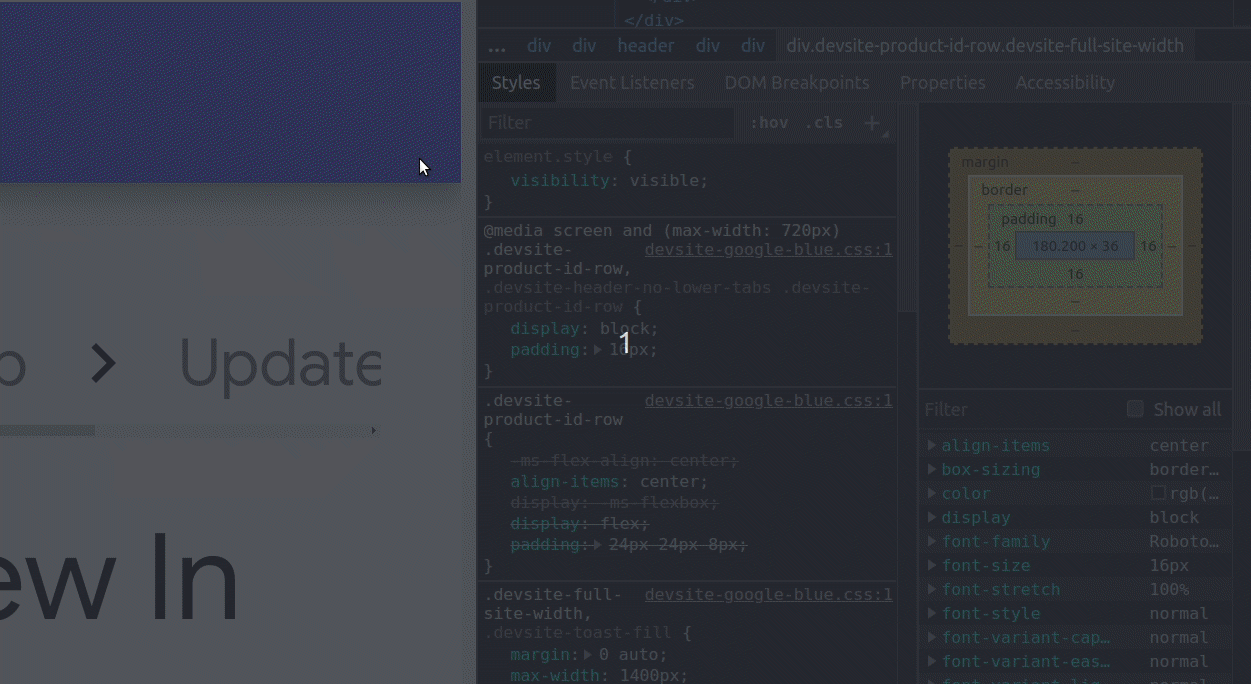 </div>
… div div header div div div.devsite-product-id-row.devsite-full-site-width
Styles Event Listeners DOM Breakpoints Properties Accessibility
Filter :hov .cls +
element.style {
visibility: visible;
}
@media screen and (max-width: 720px)
.devsite- devsite-google-blue.css:1
product-id-row,
.devsite-header-no-lower-tabs .devsite-
product-id-row {
display: block;
padding: 16px;
}
1
.devsite- devsite-google-blue.css:1
product-id-row
{
-ms-flex-align: center;
align-items: center;
display: -ms-flexbox;
display: flex;
padding: 24px 24px 8px;
}
.devsite-full- devsite-google-blue.css:1
site-width,
.devsite-toast-fill {
margin: 0 auto;
max-width: 1400px;
margin –
border –
padding 16
– – 16 180.200 × 36 16 – –
16
–
–
Filter Show all
align-items center
box-sizing border…
color rgb(…
display block
font-family Roboto…
font-size 16px
font-stretch 100%
font-style normal
font-variant-cap… normal
font-variant-eas… normal
Update
ew In